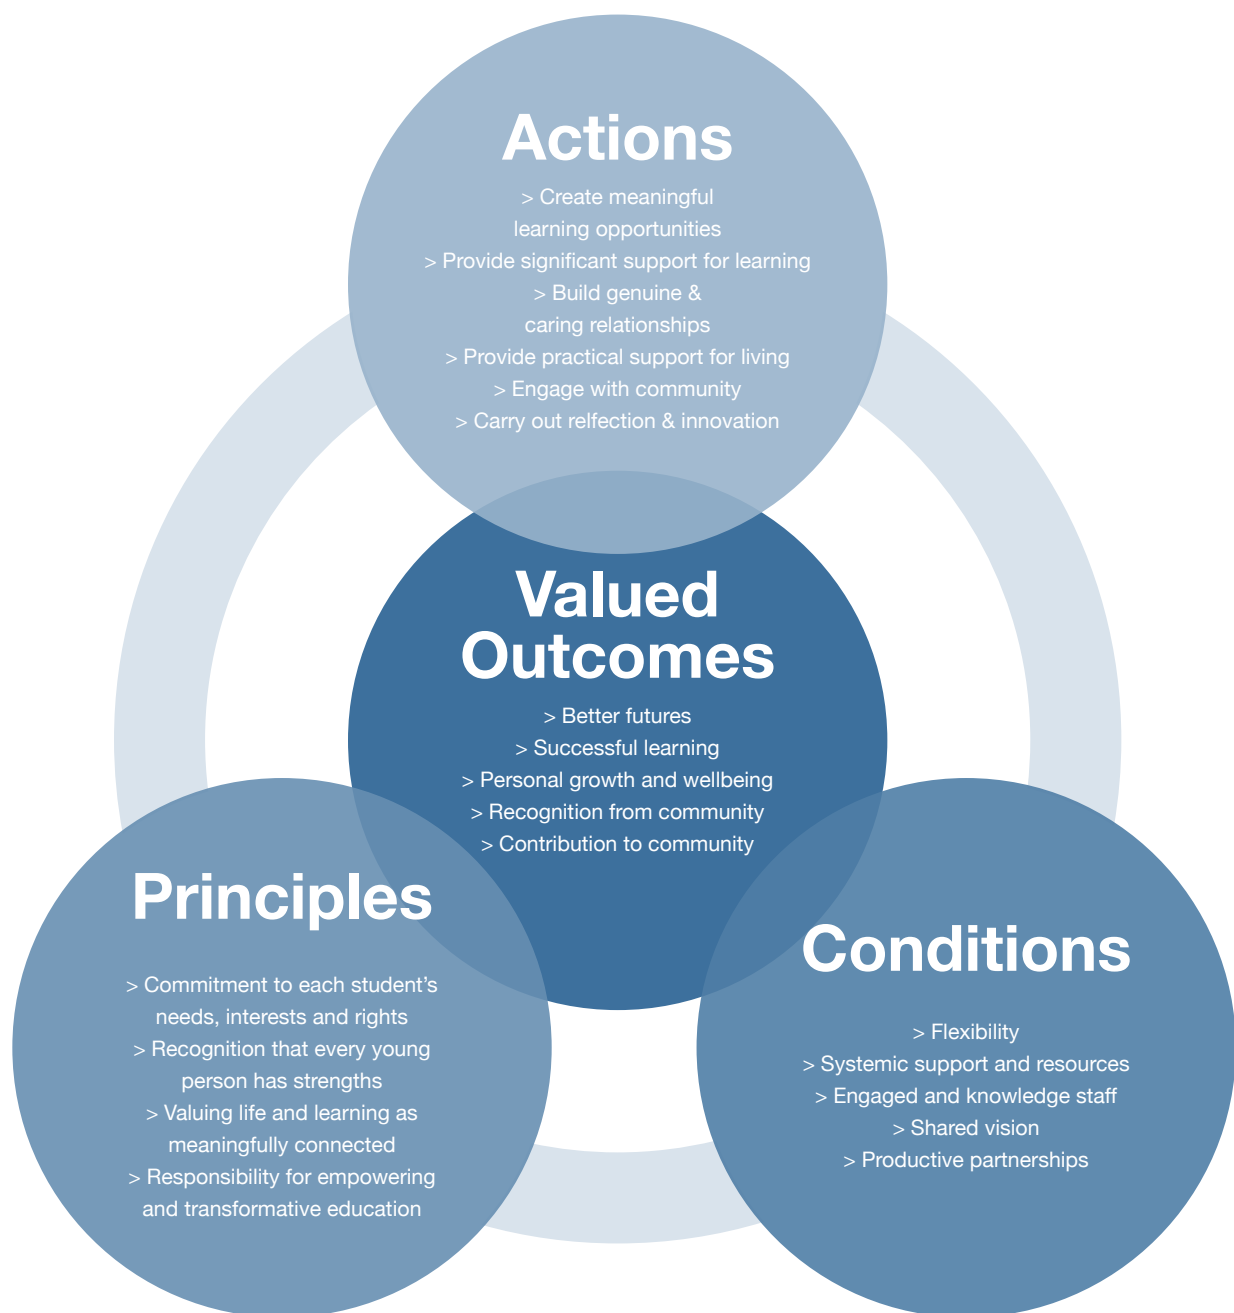 Actions
> Create meaningful
learning opportunities
> Provide significant support for learning
> Build genuine &
caring relationships
> Provide practical support for living
> Engage with community
> Carry out relfection & innovation
Valued
Outcomes
> Better futures
> Successful learning
> Personal growth and wellbeing
> Recognition from community
> Contribution to community
Principles
> Commitment to each student’s
needs, interests and rights
> Recognition that every young
person has strengths
> Valuing life and learning as
meaningfully connected
> Responsibility for empowering
and transformative education
Conditions
> Flexibility
> Systemic support and resources
> Engaged and knowledge staff
> Shared vision
> Productive partnerships